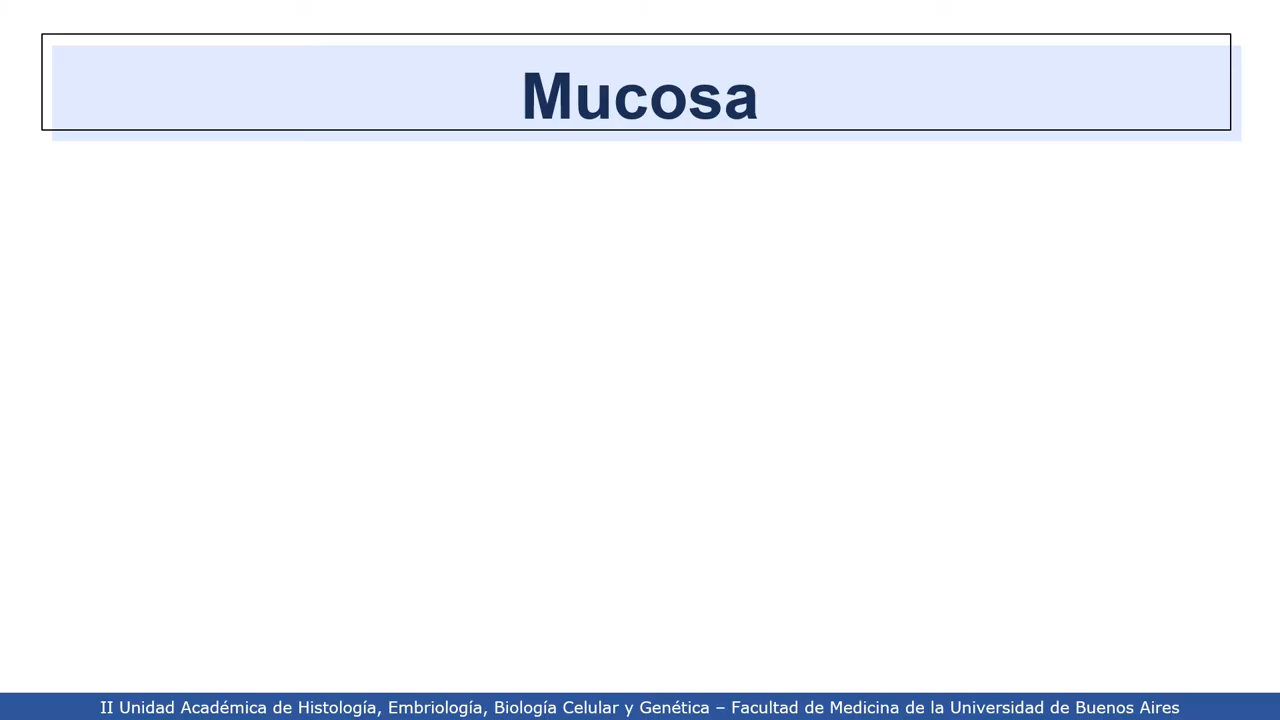 Mucosa
II Unidad Académica de Histología, Embriología, Biología Celular y Genética – Facultad de Medicina de la Universidad de Buenos Aires